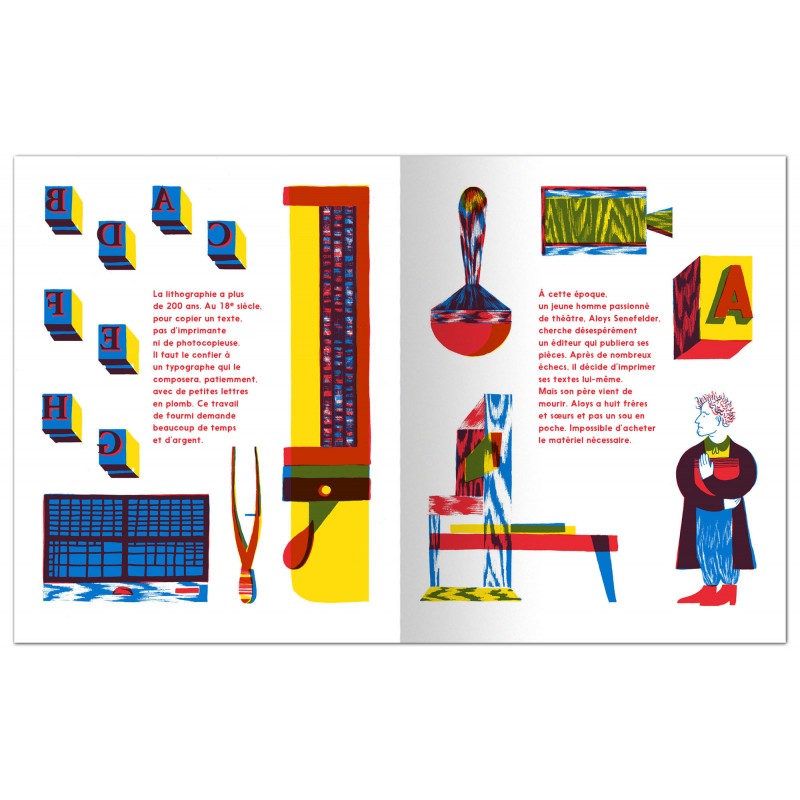 B
A
D
C
F
E
H
G
La lithographie a plus
de 200 ans. Au 18e siècle,
pour copier un texte,
pas d'imprimante
ni de photocopieuse.
Il faut le confier à
un typographe qui le
composera, patiemment,
avec de petites lettres
en plomb. Ce travail
de fourmi demande
beaucoup de temps
et d'argent.
A
À cette époque,
un jeune homme passionné
de théâtre, Aloys Senefelder,
cherche désespérément
un éditeur qui publiera ses
pièces. Après de nombreux
échecs, il décide d'imprimer
ses textes lui-même.
Mais son père vient de
mourir. Aloys a huit frères
et sœurs et pas un sou en
poche. Impossible d'acheter
le matériel nécessaire.